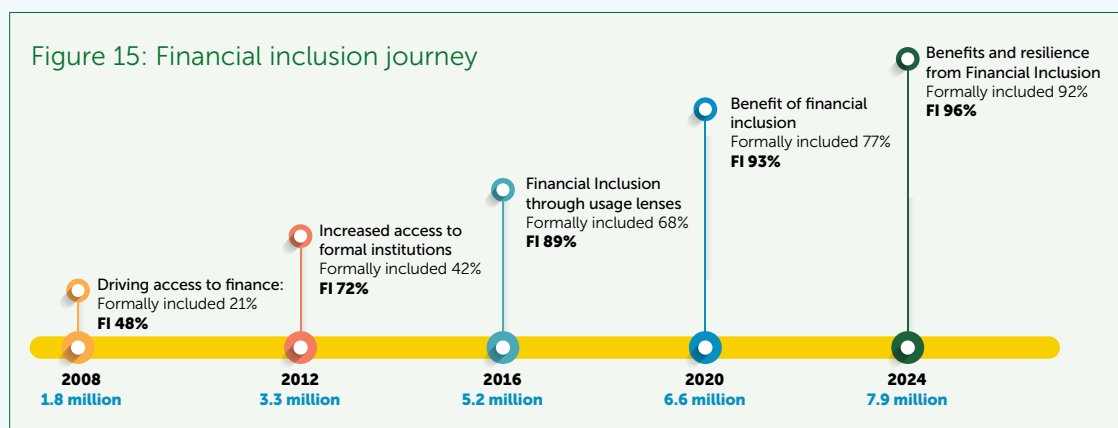 Figure 15: Financial inclusion journey
Driving access to finance:
Formally included 21%
FI 48%
Increased access to
formal institutions
Formally included 42%
FI 72%
Financial Inclusion
through usage lenses
Formally included 68%
FI 89%
Benefit of financial
inclusion
Formally included 77%
FI 93%
Benefits and resilience
from Financial Inclusion
Formally included 92%
FI 96%
2008
1.8 million
2012
3.3 million
2016
5.2 million
2020
6.6 million
2024
7.9 million